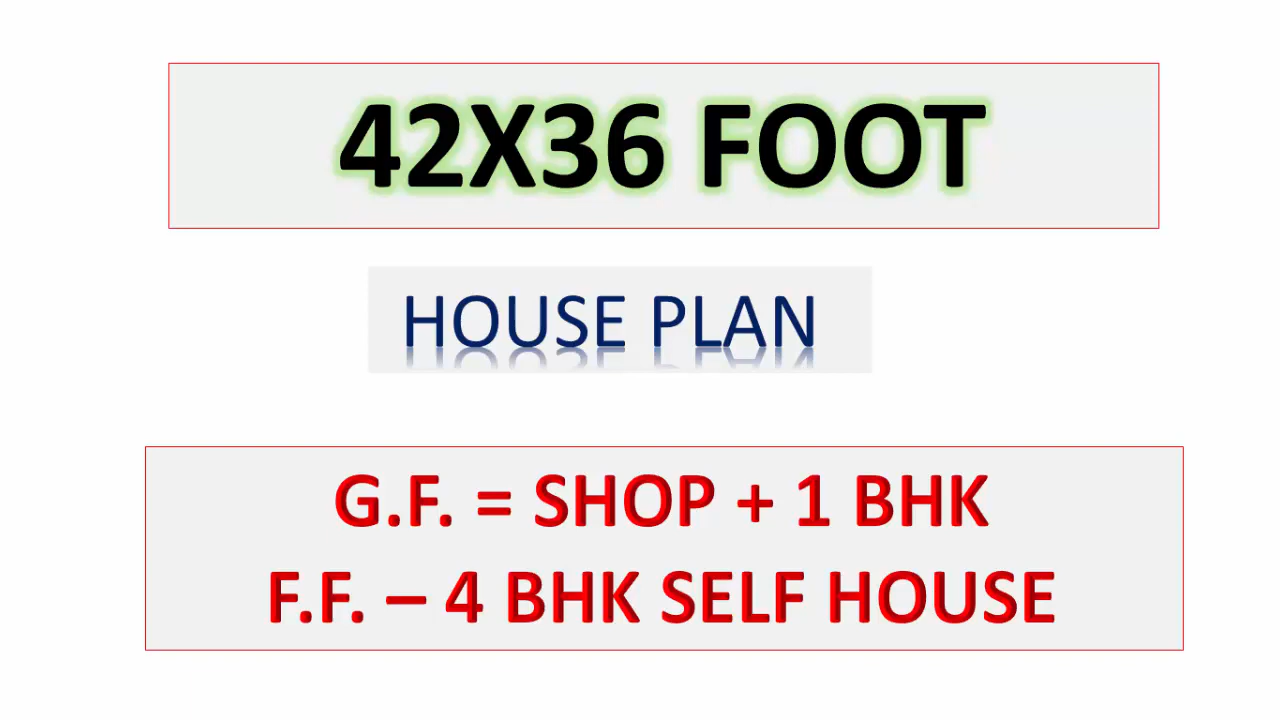 42X36 FOOT
HOUSE PLAN
G.F. = SHOP + 1 BHK
F.F. – 4 BHK SELF HOUSE